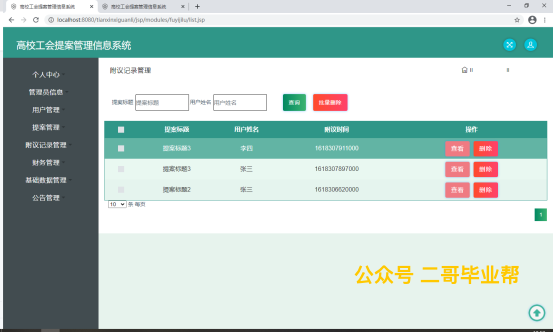 高校工会提案管理信息系统
高校工会提案管理信息系统
localhost:8080/tianxinxiguanli/jsp/modules/fuyijilu/list.jsp
高校工会提案管理信息系统
个人中心
管理员信息
用户管理
提案管理
附议记录管理
财务管理
基础数据管理
公告管理
附议记录管理
提案标题 提案标题 用户姓名 用户姓名 查询 批量删除
提案标题 用户姓名 附议时间 操作
提案标题3 李四 1618307911000 查看 删除
提案标题3 张三 1618307897000 查看 删除
提案标题2 张三 1618306620000 查看 删除
10 条 每页
1
公众号 二哥毕业帮